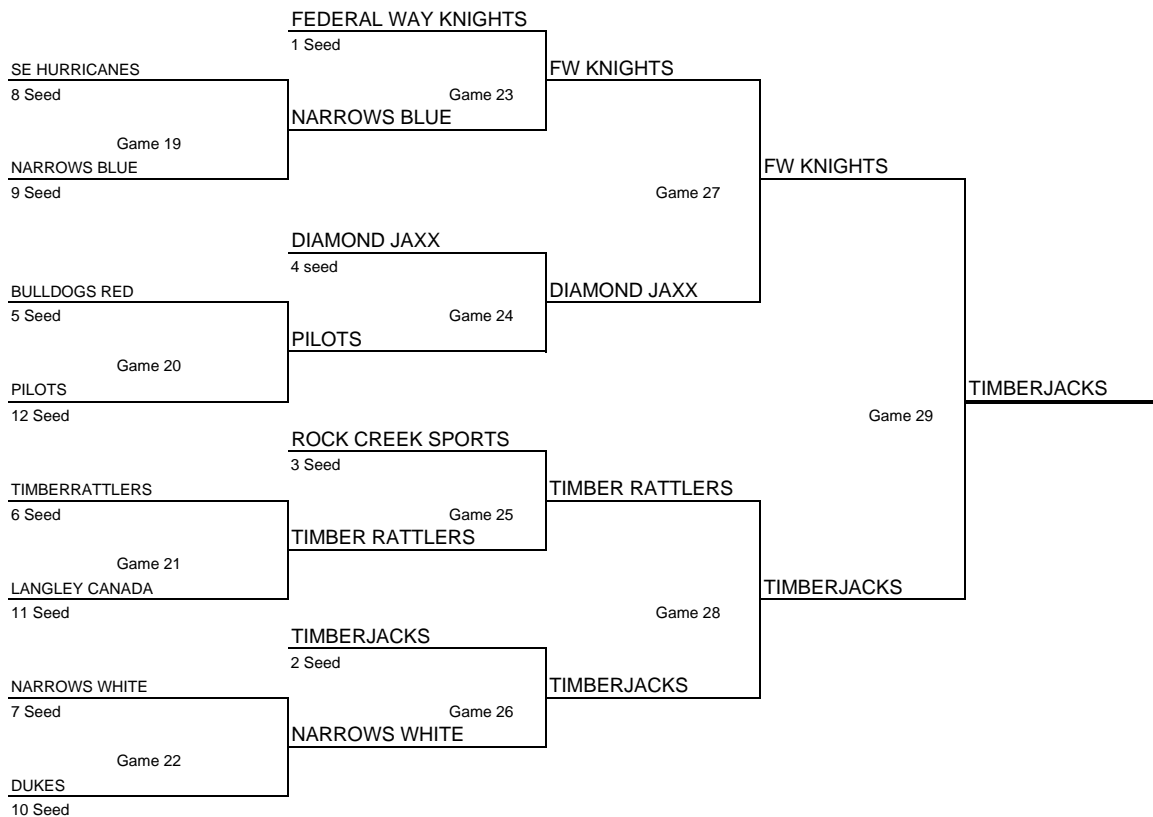 FEDERAL WAY KNIGHTS
1 Seed
SE HURRICANES
FW KNIGHTS
8 Seed
Game 23
NARROWS BLUE
Game 19
NARROWS BLUE
FW KNIGHTS
9 Seed
Game 27
DIAMOND JAXX
4 seed
BULLDOGS RED
DIAMOND JAXX
5 Seed
Game 24
PILOTS
Game 20
PILOTS
TIMBERJACKS
12 Seed
Game 29
ROCK CREEK SPORTS
3 Seed
TIMBERRATTLERS
TIMBER RATTLERS
6 Seed
Game 25
TIMBER RATTLERS
Game 21
LANGLEY CANADA
TIMBERJACKS
11 Seed
Game 28
TIMBERJACKS
2 Seed
NARROWS WHITE
TIMBERJACKS
7 Seed
Game 26
NARROWS WHITE
Game 22
DUKES
10 Seed